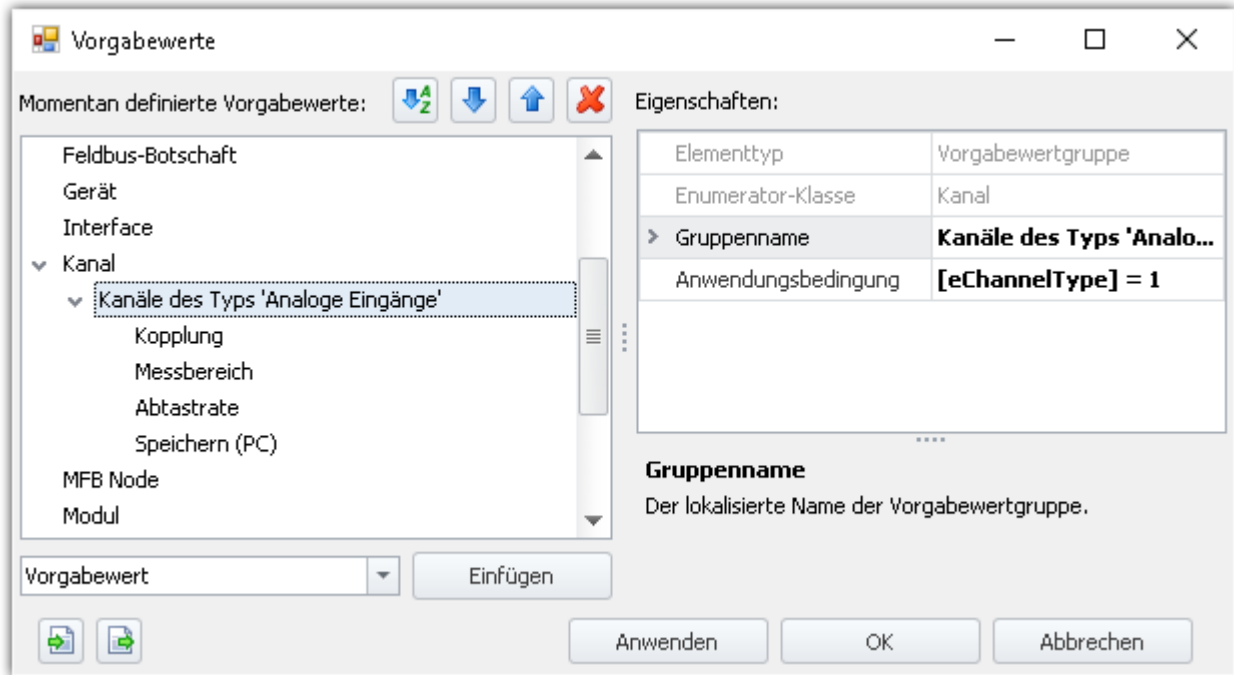 Vorgabewerte
Momentan definierte Vorgabewerte:
Feldbus-Botschaft
Gerät
Interface
Kanal
Kanäle des Typs 'Analoge Eingänge'
Kopplung
Messbereich
Abtastrate
Speichern (PC)
MFB Node
Modul
Vorgabewert
Einfügen
Eigenschaften:
Elementtyp Vorgabewertgruppe
Enumerator-Klasse Kanal
Gruppenname Kanäle des Typs 'Analo...
Anwendungsbedingung [eChannelType] = 1
Gruppenname
Der lokalisierte Name der Vorgabewertgruppe.
Anwenden OK Abbrechen